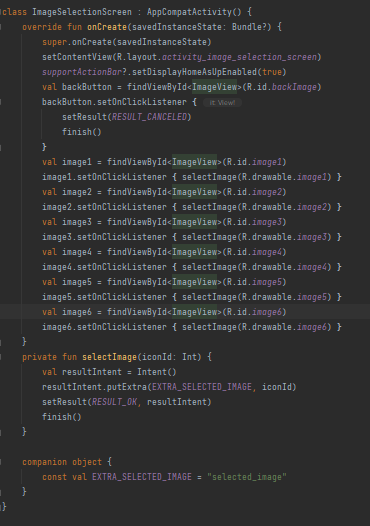 class ImageSelectionScreen : AppCompatActivity() {
    override fun onCreate(savedInstanceState: Bundle?) {
        super.onCreate(savedInstanceState)
        setContentView(R.layout.activity_image_selection_screen)
        supportActionBar?.setDisplayHomeAsUpEnabled(true)
        val backButton = findViewById<ImageView>(R.id.backImage)
        backButton.setOnClickListener { it: View!
            setResult(RESULT_CANCELED)
            finish()
        }
        val image1 = findViewById<ImageView>(R.id.image1)
        image1.setOnClickListener { selectImage(R.drawable.image1) }
        val image2 = findViewById<ImageView>(R.id.image2)
        image2.setOnClickListener { selectImage(R.drawable.image2) }
        val image3 = findViewById<ImageView>(R.id.image3)
        image3.setOnClickListener { selectImage(R.drawable.image3) }
        val image4 = findViewById<ImageView>(R.id.image4)
        image4.setOnClickListener { selectImage(R.drawable.image4) }
        val image5 = findViewById<ImageView>(R.id.image5)
        image5.setOnClickListener { selectImage(R.drawable.image5) }
        val image6 = findViewById<ImageView>(R.id.image6)
        image6.setOnClickListener { selectImage(R.drawable.image6) }
    }
    private fun selectImage(iconId: Int) {
        val resultIntent = Intent()
        resultIntent.putExtra(EXTRA_SELECTED_IMAGE, iconId)
        setResult(RESULT_OK, resultIntent)
        finish()
    }

    companion object {
        const val EXTRA_SELECTED_IMAGE = "selected_image"
    }
}